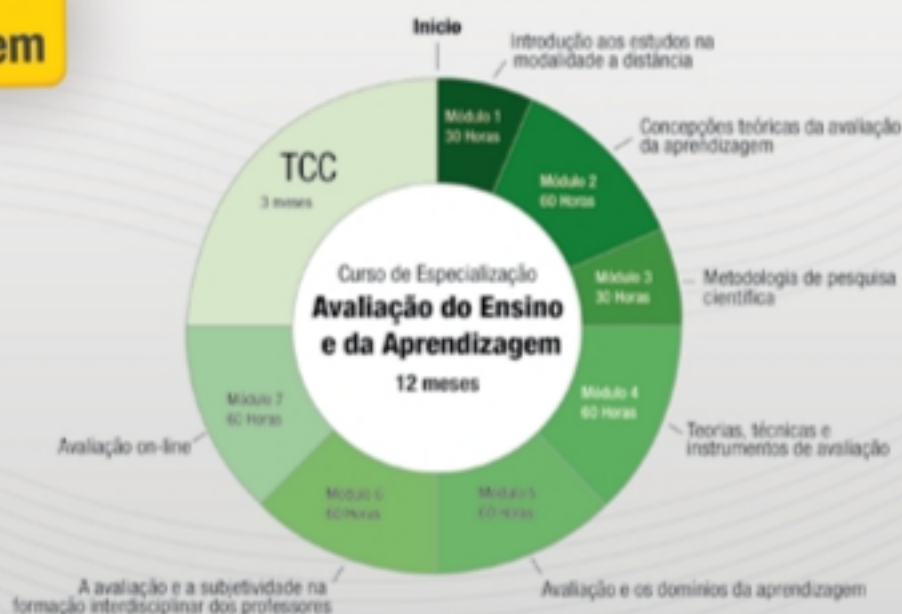 em
Início
Introdução aos estudos na
modalidade a distância
Módulo 1
30 Horas
Concepções teóricas da avaliação
da aprendizagem
Módulo 2
60 Horas
Módulo 3
30 Horas
Metodologia de pesquisa
científica
Módulo 4
60 Horas
Teorias, técnicas e
instrumentos de avaliação
Módulo 5
60 Horas
Avaliação e os domínios da aprendizagem
Módulo 6
60 Horas
A avaliação e a subjetividade na
formação interdisciplinar dos professores
Módulo 7
60 Horas
Avaliação on-line
TCC
3 meses
Curso de Especialização
Avaliação do Ensino
e da Aprendizagem
12 meses